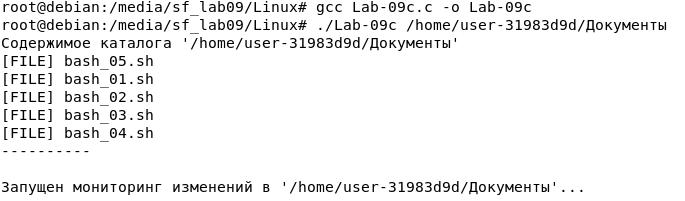 root@debian:/media/sf_lab09/Linux# gcc Lab-09c.c -o Lab-09c
root@debian:/media/sf_lab09/Linux# ./Lab-09c /home/user-31983d9d/Документы
Содержимое каталога '/home/user-31983d9d/Документы'
[FILE] bash_05.sh
[FILE] bash_01.sh
[FILE] bash_02.sh
[FILE] bash_03.sh
[FILE] bash_04.sh
----------
Запущен мониторинг изменений в '/home/user-31983d9d/Документы'...